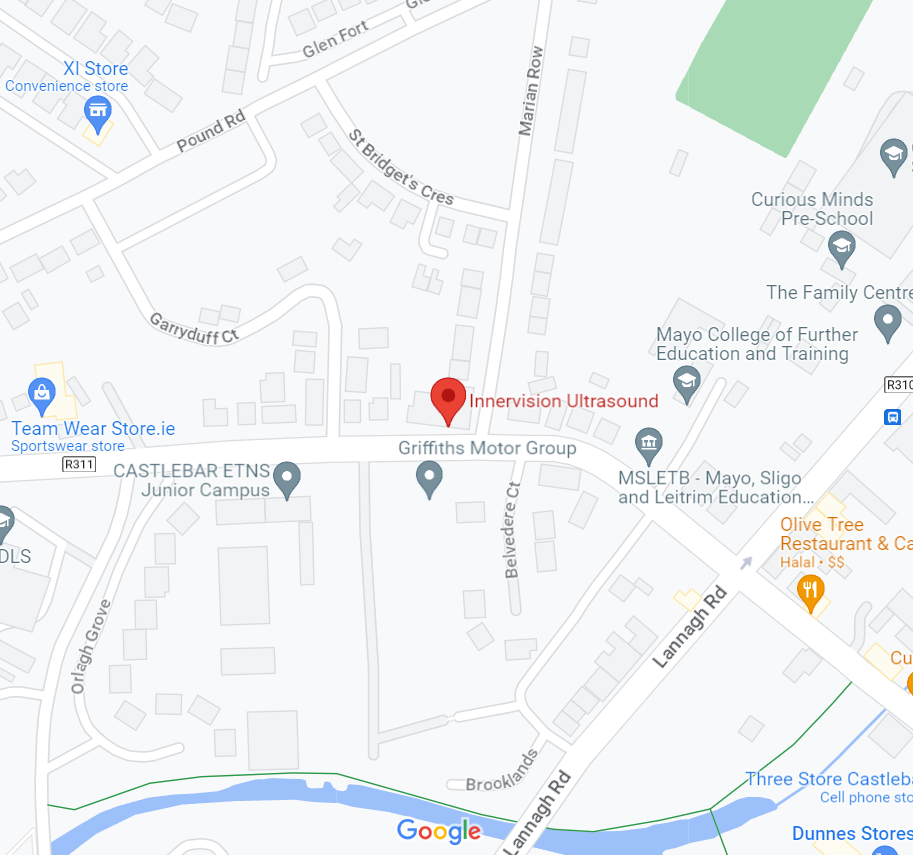 Glen Fort
XI Store
Convenience store
Pound Rd
Marian Row
St Bridget's Cres
Curious Minds
Pre-School
The Family Centre
Garryduff Ct
Mayo College of Further
Education and Training
R310
Innervision Ultrasound
Team Wear Store.ie
Sportswear store
R311
Griffiths Motor Group
CASTLEBAR ETNS
Junior Campus
MSLETB - Mayo, Sligo
and Leitrim Education...
Belvedere Ct
Olive Tree
Restaurant & Ca
Halal • $$
DLS
Orlagh Grove
Lannagh Rd
Cu
Brooklands
Lannagh Rd
Three Store Castleba
Cell phone sto
Google
Dunnes Stores